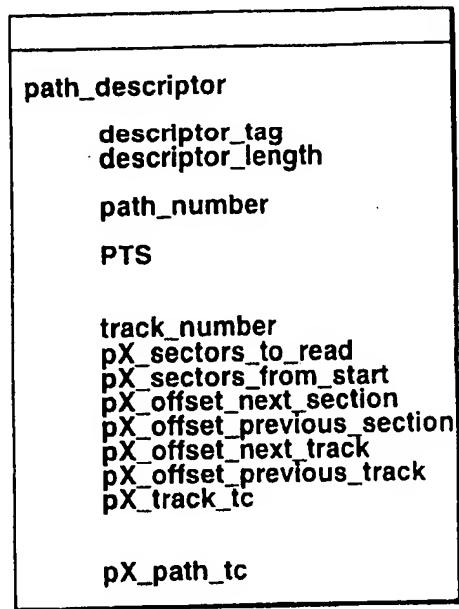 path_descriptor
descriptor_tag
descriptor_length
path_number
PTS
track_number
pX_sectors_to_read
pX_sectors_from_start
pX_offset_next_section
pX_offset_previous_section
pX_offset_next_track
pX_offset_previous_track
pX_track_tc
pX_path_tc